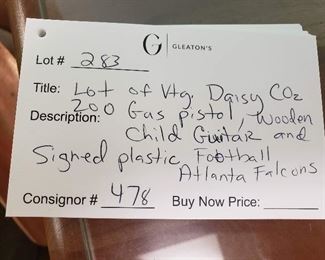 Lot # 283
G | GLEATON'S
Title: Lot of Vtg. Daisy CO2
Description: 200 Gas pistol, wooden
Child Guitar and
Signed plastic Football
Atlanta Falcons
Consignor # 478 Buy Now Price: